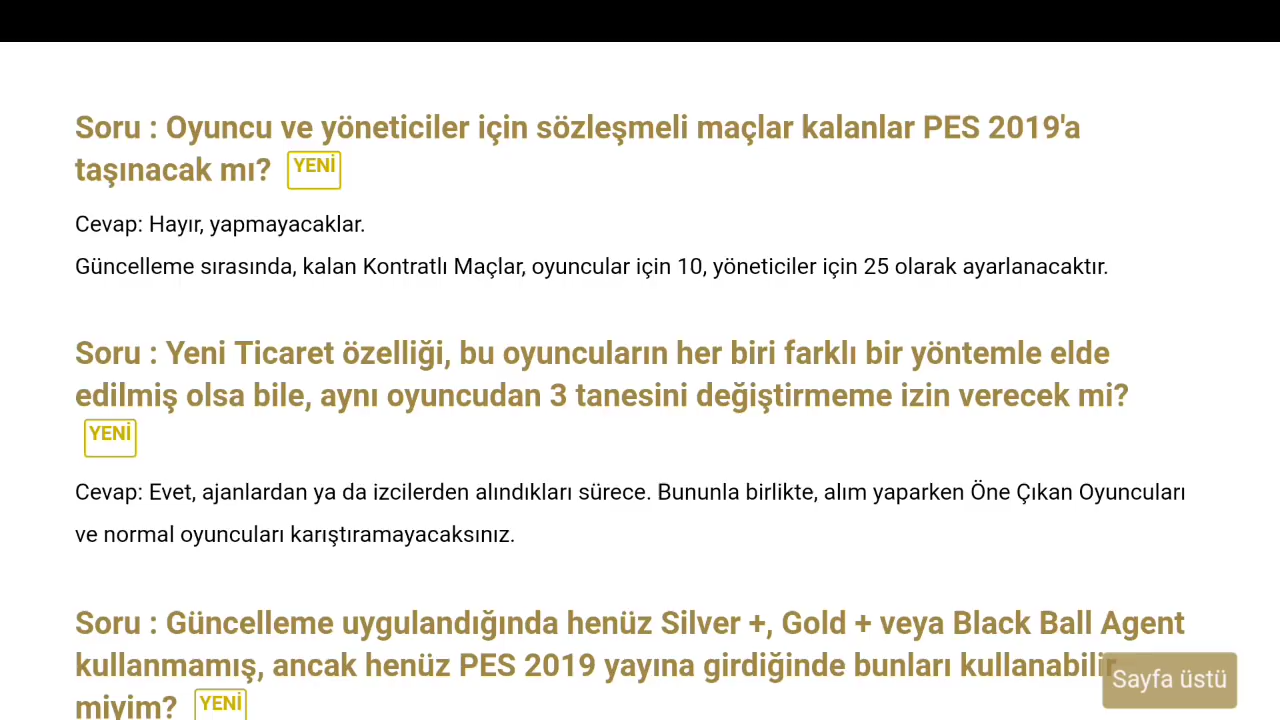 Soru : Oyuncu ve yöneticiler için sözleşmeli maçlar kalanlar PES 2019'a
taşınacak mı? YENİ
Cevap: Hayır, yapmayacaklar.
Güncelleme sırasında, kalan Kontratlı Maçlar, oyuncular için 10, yöneticiler için 25 olarak ayarlanacaktır.
Soru : Yeni Ticaret özelliği, bu oyuncuların her biri farklı bir yöntemle elde
edilmiş olsa bile, aynı oyuncudan 3 tanesini değiştirmeme izin verecek mi?
YENİ
Cevap: Evet, ajanlardan ya da izcilerden alındıkları sürece. Bununla birlikte, alım yaparken Öne Çıkan Oyuncuları
ve normal oyuncuları karıştıramayacaksınız.
Soru : Güncelleme uygulandığında henüz Silver +, Gold + veya Black Ball Agent
kullanmamış, ancak henüz PES 2019 yayına girdiğinde bunları kullanabilir
miyim? YENİ
Sayfa üstü